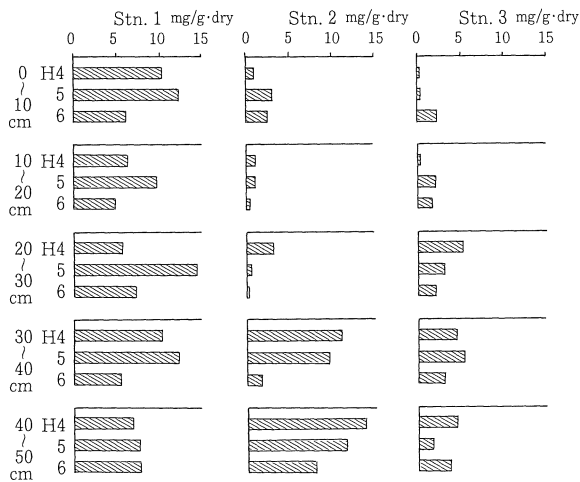 Stn. 1 mg/g·dry Stn. 2 mg/g·dry Stn. 3 mg/g·dry
0 5 10 15 0 5 10 15 0 5 10 15
0 H4
~ 5
10 6
cm
10 H4
~ 5
20 6
cm
20 H4
~ 5
30 6
cm
30 H4
~ 5
40 6
cm
40 H4
~ 5
50 6
cm